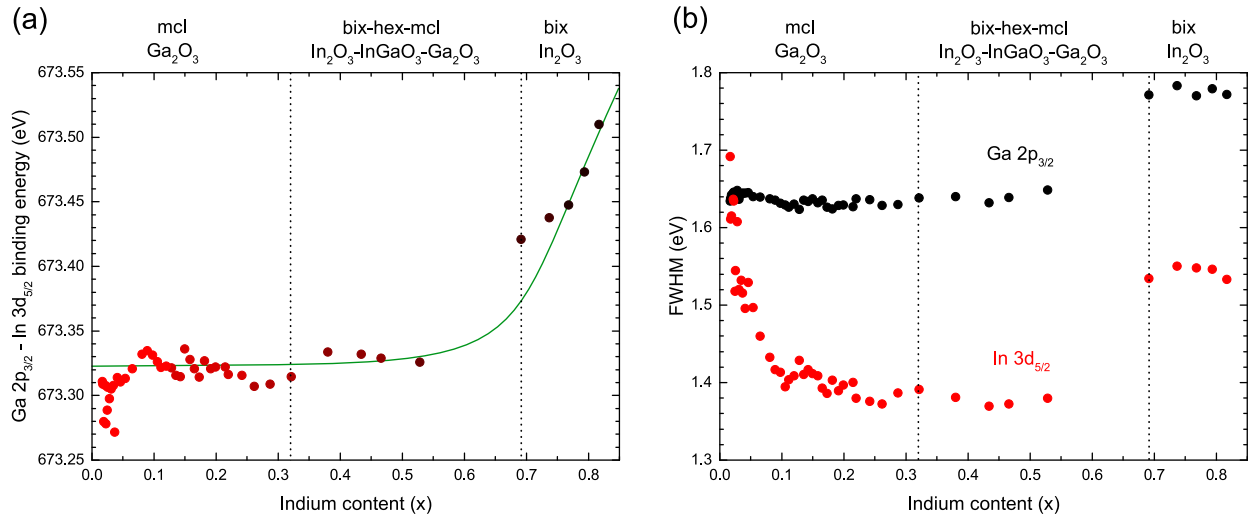 (a)
mcl
Ga₂O₃
bix-hex-mcl
In₂O₃-InGaO₃-Ga₂O₃
bix
In₂O₃
673.55
673.50
673.45
673.40
673.35
673.30
673.25
Ga 2p₃/₂ - In 3d₅/₂ binding energy (eV)
0.0 0.1 0.2 0.3 0.4 0.5 0.6 0.7 0.8
Indium content (x)
(b)
mcl
Ga₂O₃
bix-hex-mcl
In₂O₃-InGaO₃-Ga₂O₃
bix
In₂O₃
1.8
1.7
1.6
1.5
1.4
1.3
FWHM (eV)
Ga 2p₃/₂
In 3d₅/₂
0.0 0.1 0.2 0.3 0.4 0.5 0.6 0.7 0.8
Indium content (x)